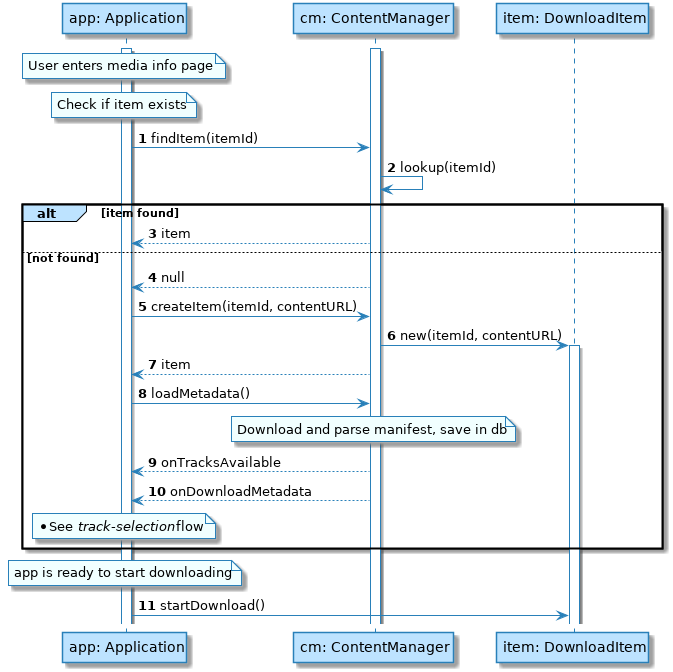 app: Application
cm: ContentManager
item: DownloadItem
User enters media info page
Check if item exists
1 findItem(itemId)
2 lookup(itemId)
alt [item found]
3 item
[not found]
4 null
5 createItem(itemId, contentURL)
6 new(itemId, contentURL)
7 item
8 loadMetadata()
Download and parse manifest, save in db
9 onTracksAvailable
10 onDownloadMetadata
•See track-selectionflow
app is ready to start downloading
11 startDownload()
app: Application
cm: ContentManager
item: DownloadItem